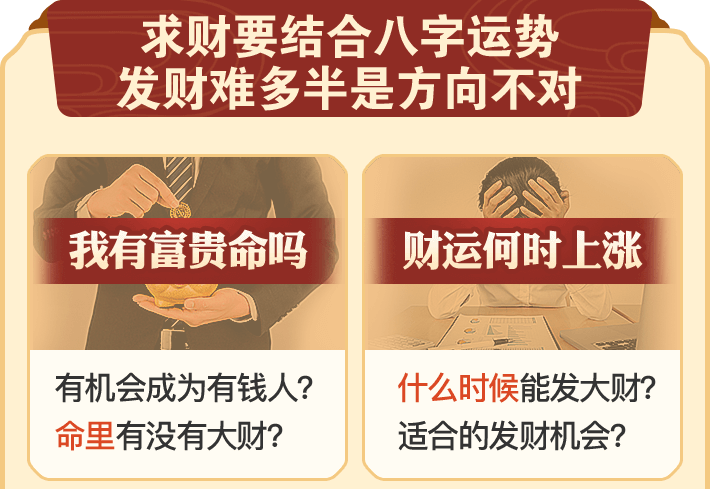 求财要结合八字运势
发财难多半是方向不对
我有富贵命吗
有机会成为有钱人?
命里有没有大财?
财运何时上涨
什么时候能发大财?
适合的发财机会?